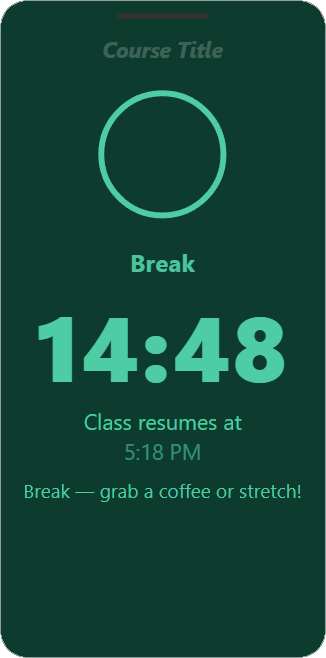 Course Title
Break
14:48
Class resumes at
5:18 PM
Break — grab a coffee or stretch!